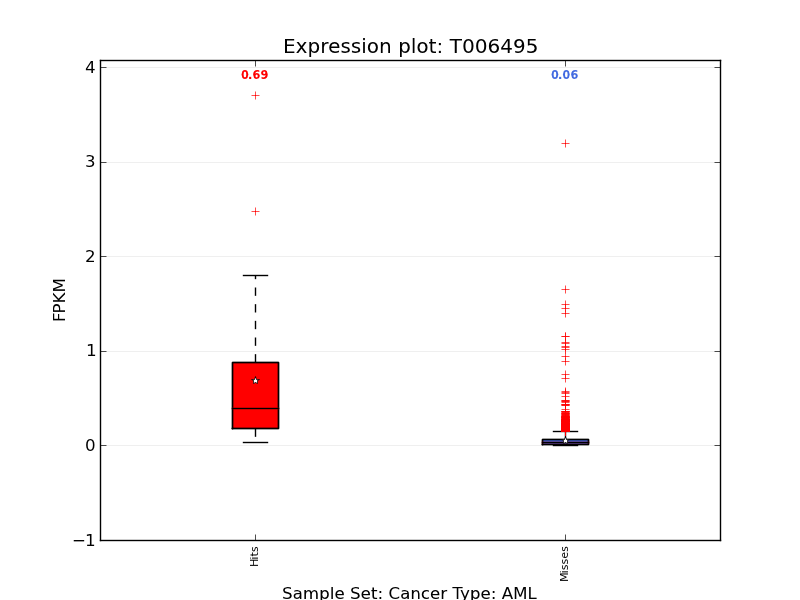 Expression plot: T006495
0.69
0.06
4
3
2
1
0
−1
FPKM
Hits
Misses
Sample Set: Cancer Type: AML